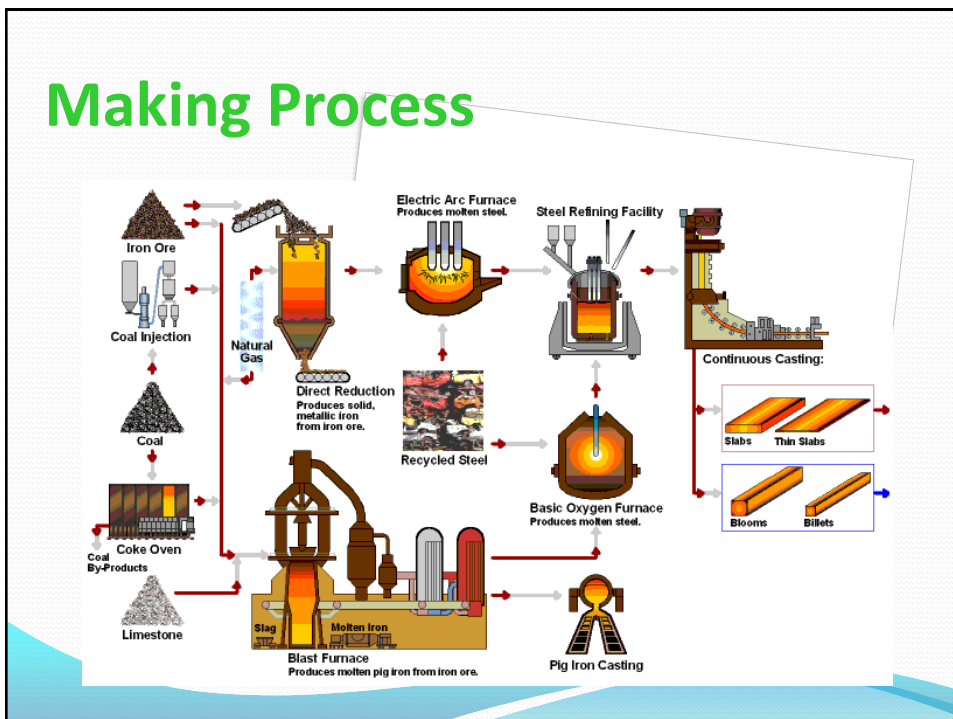 Making Process
Electric Arc Furnace
Produces molten steel.
Steel Refining Facility
Iron Ore
Coal Injection
Natural
Gas
Continuous Casting:
Direct Reduction
Produces solid,
metallic iron
from iron ore.
Coal
Recycled Steel
Slabs
Thin Slabs
Basic Oxygen Furnace
Produces molten steel.
Blooms
Billets
Coke Oven
Coal
By-Products
Limestone
Slag
Molten Iron
Blast Furnace
Produces molten pig iron from iron ore.
Pig Iron Casting